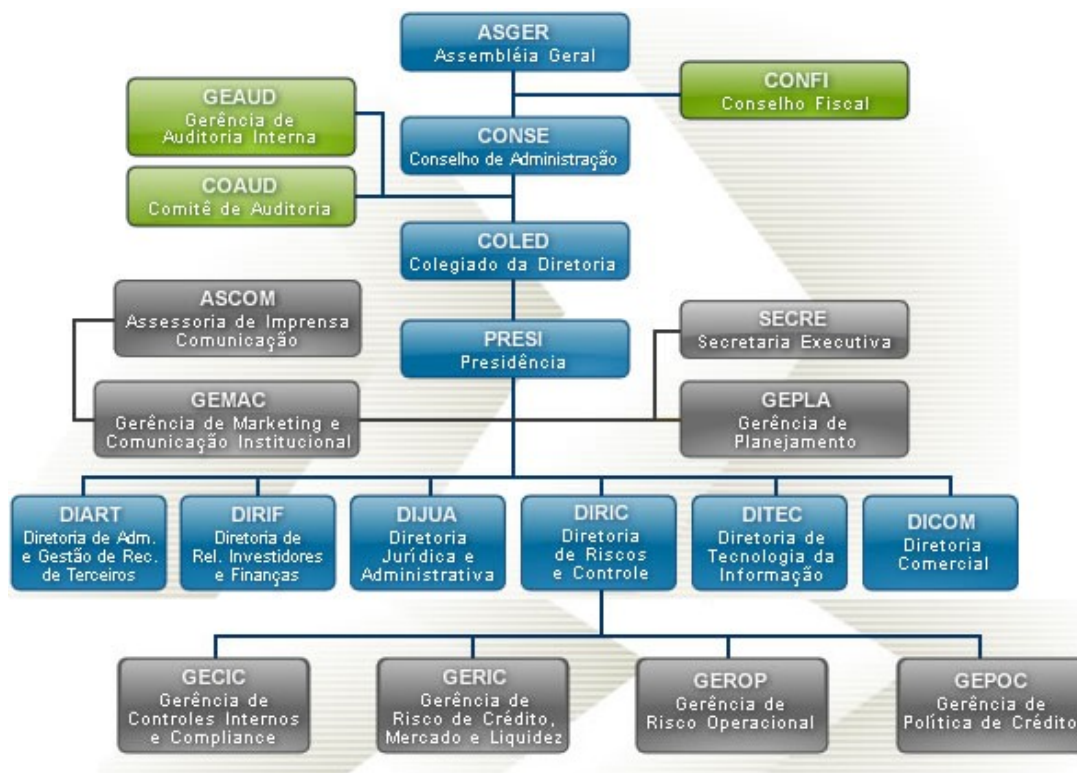 ASGER
Assembléia Geral
CONFI
Conselho Fiscal
GEAUD
Gerência de
Auditoria Interna
CONSE
Conselho de Administração
COAUD
Comitê de Auditoria
COLED
Colegiado da Diretoria
ASCOM
Assessoria de Imprensa
Comunicação
PRESI
Presidência
SECRE
Secretaria Executiva
GEMAC
Gerência de Marketing e
Comunicação Institucional
GEPLA
Gerência de
Planejamento
DIART
Diretoria de Adm.
e Gestão de Rec.
de Terceiros
DIRIF
Diretoria de
Rel. Investidores
e Finanças
DIJUA
Diretoria
Jurídica e
Administrativa
DIRIC
Diretoria
de Riscos
e Controle
DITEC
Diretoria de
Tecnologia da
Informação
DICOM
Diretoria
Comercial
GECIC
Gerência de
Controles Internos
e Compliance
GERIC
Gerência de
Risco de Crédito,
Mercado e Liquidez
GEROP
Gerência de
Risco Operacional
GEPOC
Gerência de
Política de Crédito